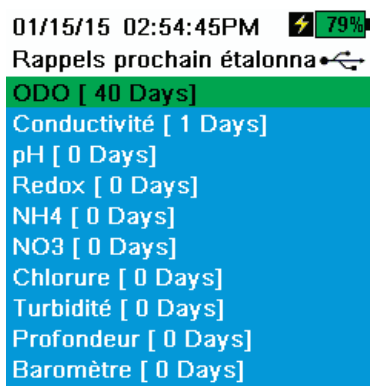 01/15/15 02:54:45PM 79%
Rappels prochain étalonna
ODO [ 40 Days]
Conductivité [ 1 Days]
pH [ 0 Days]
Redox [ 0 Days]
NH4 [ 0 Days]
NO3 [ 0 Days]
Chlorure [ 0 Days]
Turbidité [ 0 Days]
Profondeur [ 0 Days]
Baromètre [ 0 Days]